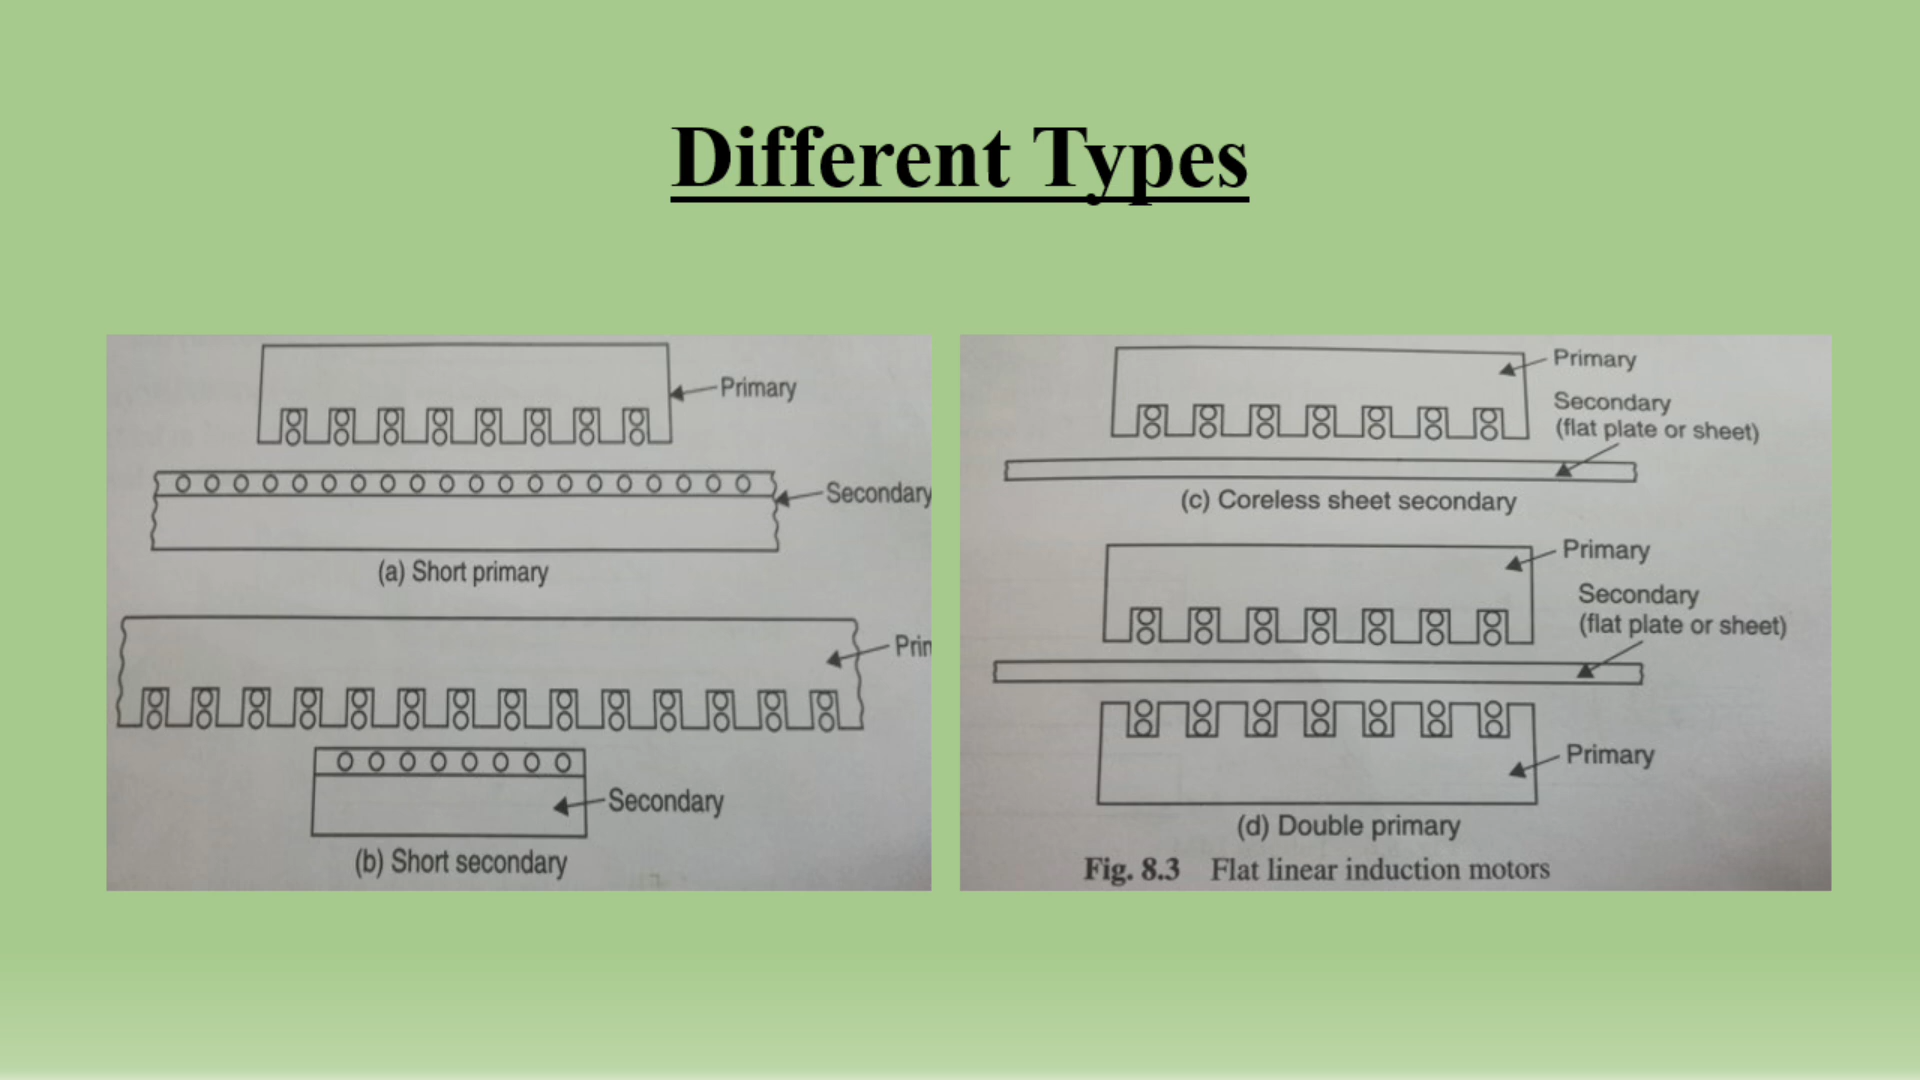 Different Types
Primary
Secondary
(a) Short primary
Prin
Secondary
(b) Short secondary
Primary
Secondary
(flat plate or sheet)
(c) Coreless sheet secondary
Primary
Secondary
(flat plate or sheet)
Primary
(d) Double primary
Fig. 8.3 Flat linear induction motors